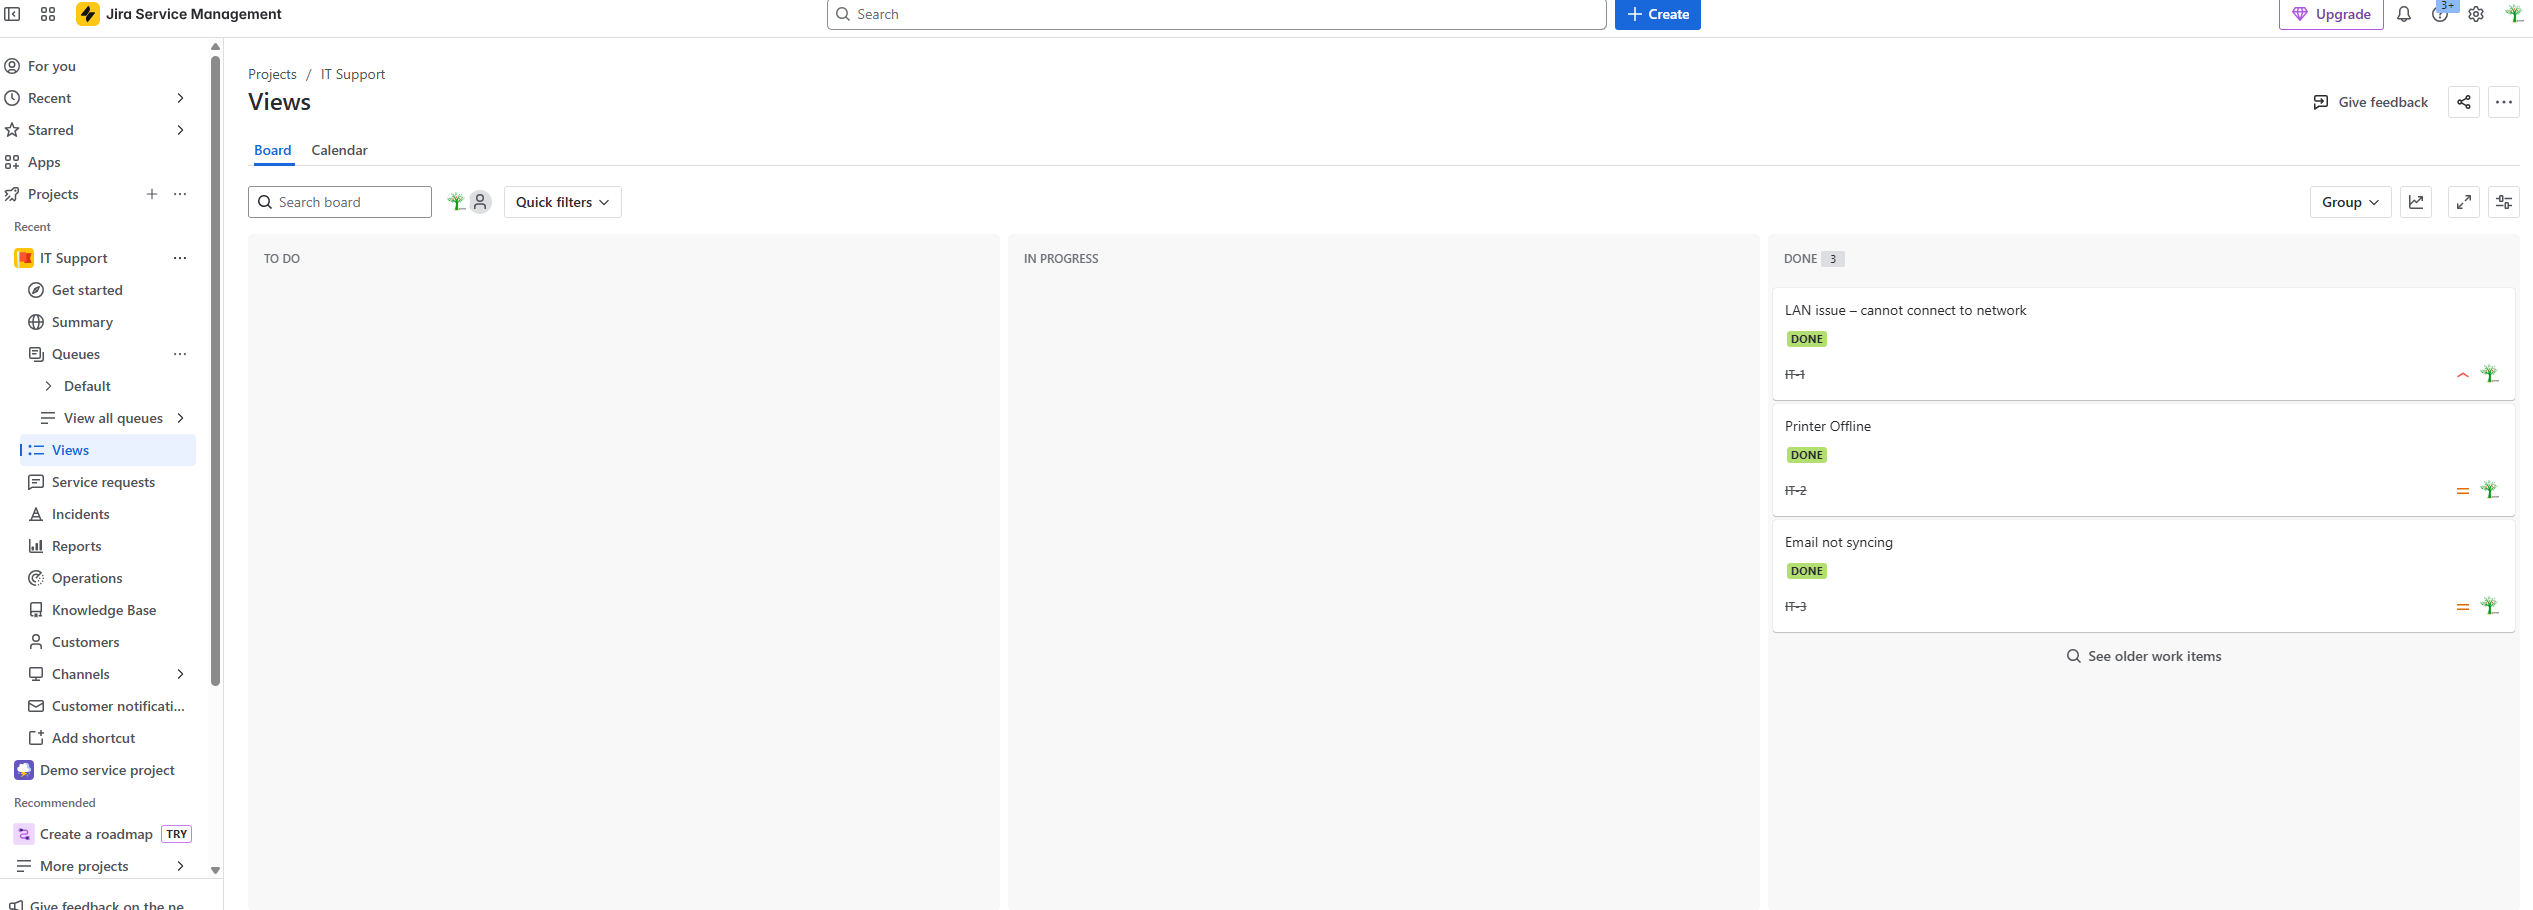 Jira Service Management
Search
Create
Upgrade
3+
For you
Recent
Starred
Apps
Projects
Recent
IT Support
Get started
Summary
Queues
Default
View all queues
Views
Service requests
Incidents
Reports
Operations
Knowledge Base
Customers
Channels
Customer notificati...
Add shortcut
Demo service project
Recommended
Create a roadmap TRY
More projects
Give feedback on the ne
Projects / IT Support
Views
Give feedback
Board Calendar
Search board
Quick filters
Group
TO DO
IN PROGRESS
DONE 3
LAN issue – cannot connect to network
DONE
IT-1
Printer Offline
DONE
IT-2
Email not syncing
DONE
IT-3
See older work items